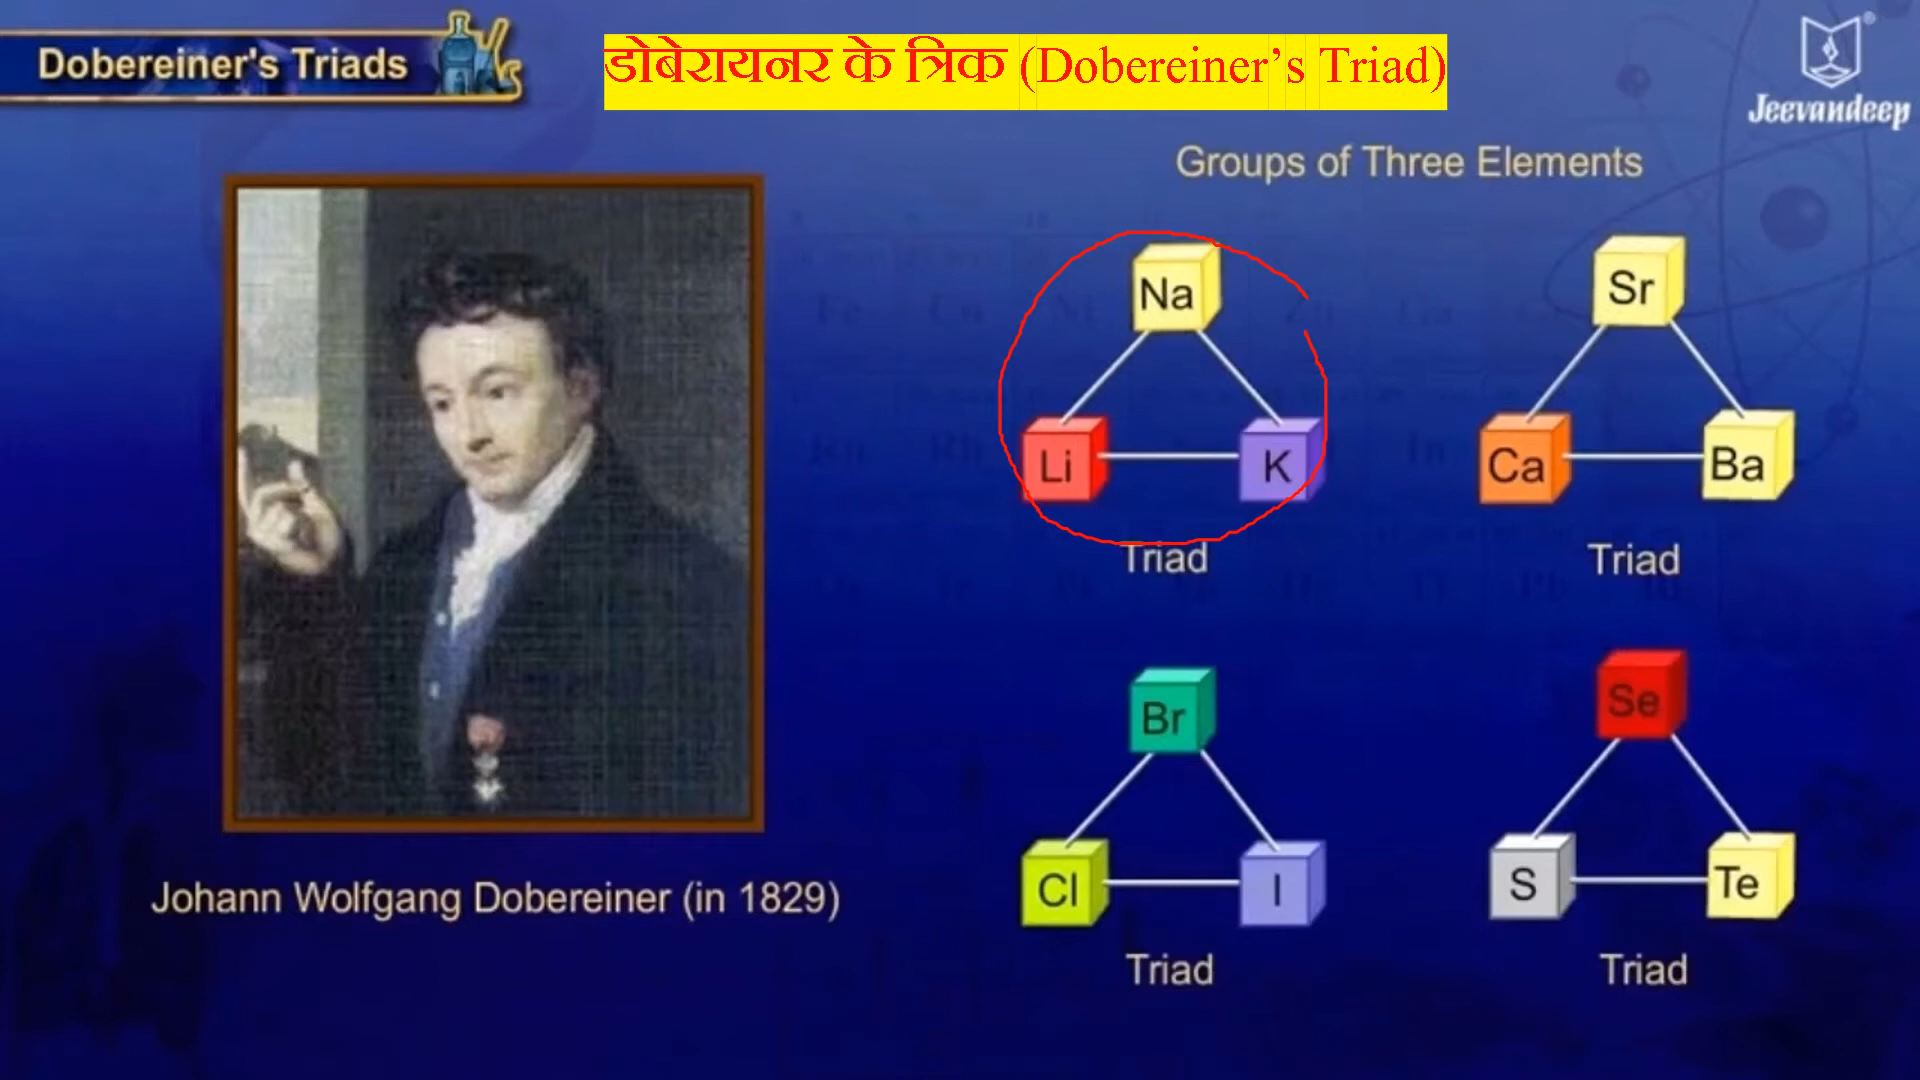 Dobereiner's Triads
डोबेरायनर के त्रिक (Dobereiner's Triad)
Jeevandeep
Groups of Three Elements
Na
Li
K
Triad
Sr
Ca
Ba
Triad
Br
Cl
I
Triad
Se
S
Te
Triad
Johann Wolfgang Dobereiner (in 1829)